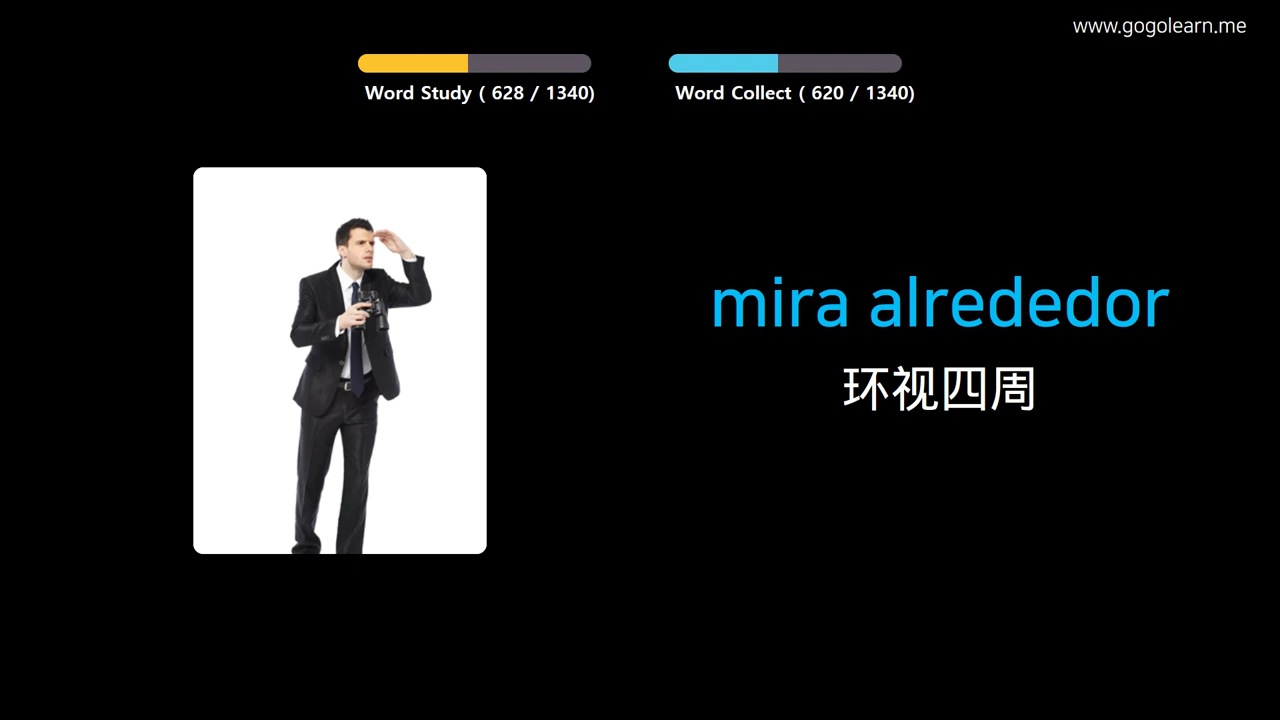 www.gogolearn.me
Word Study ( 628 / 1340)
Word Collect ( 620 / 1340)
mira alrededor
环视四周